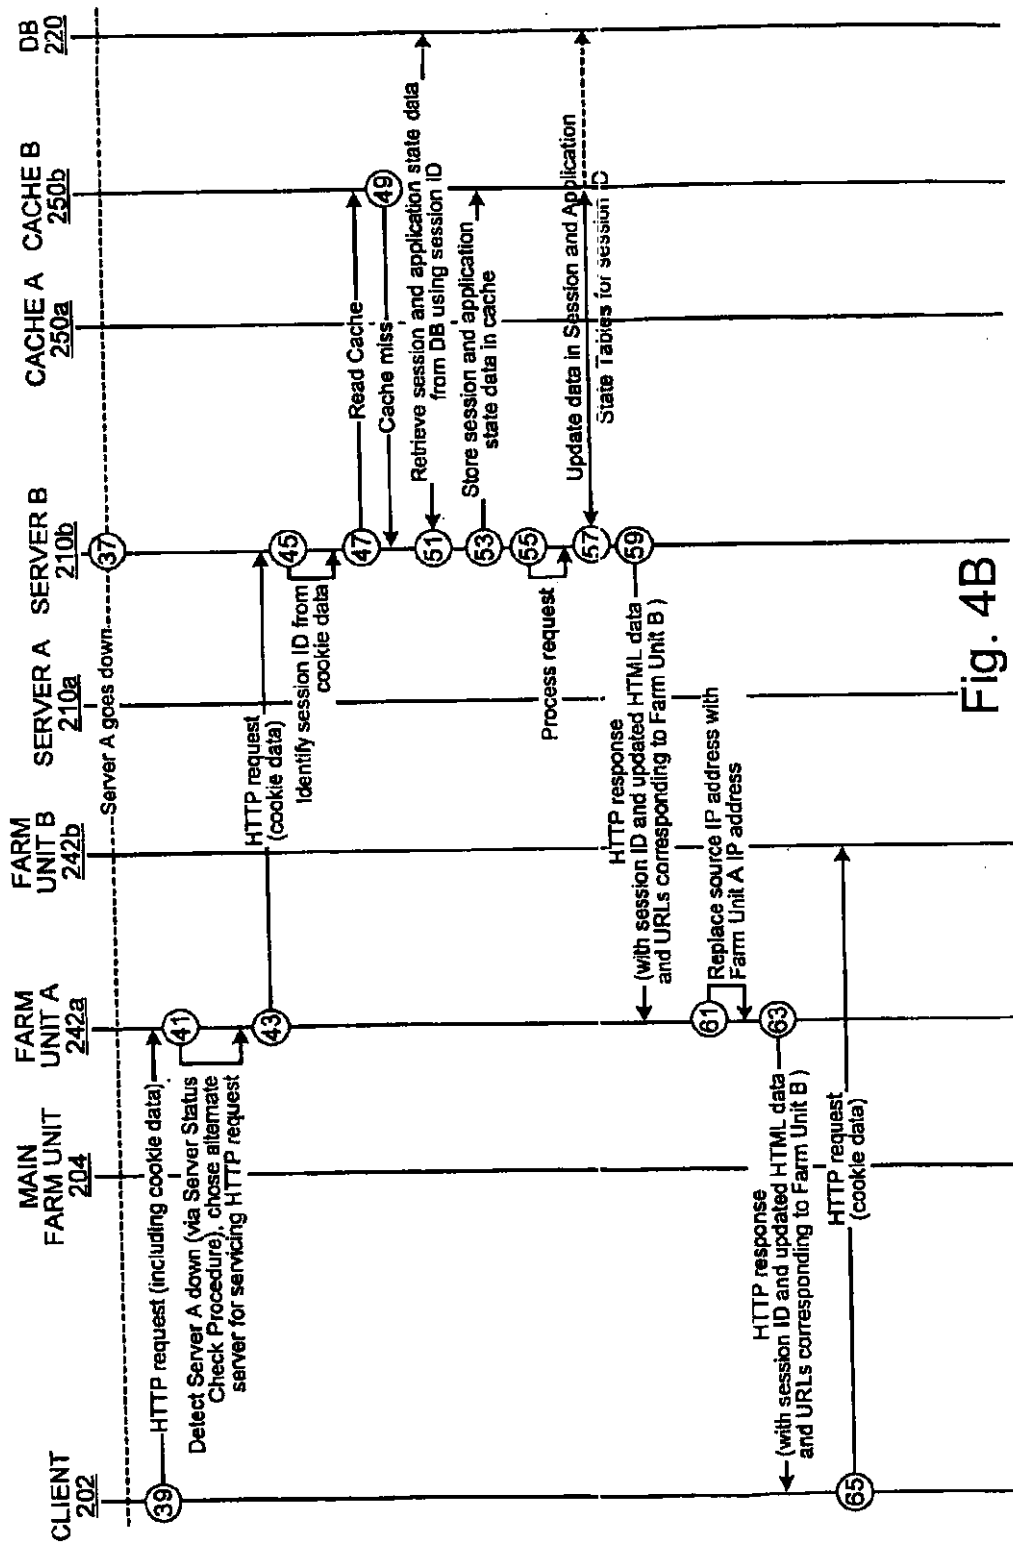 CLIENT
202
MAIN
FARM UNIT
204
FARM
UNIT A
242a
FARM
UNIT B
242b
SERVER A
210a
SERVER B
210b
CACHE A
250a
CACHE B
250b
DB
220
Server A goes down
37
39
HTTP request (including cookie data)
41
Detect Server A down (via Server Status
Check Procedure), chose alternate
server for servicing HTTP request
43
HTTP request
(cookie data)
45
Identify session ID from
cookie data
47
Read Cache
49
Cache miss
51
Retrieve session and application state data
from DB using session ID
53
Store session and application
state data in cache
55
Process request
57
Update data in Session and Application
State Tables for session ID
59
HTTP response
(with session ID and updated HTML data
and URLs corresponding to Farm Unit B )
61
Replace source IP address with
Farm Unit A IP address
63
HTTP response
(with session ID and updated HTML data
and URLs corresponding to Farm Unit B )
65
HTTP request
(cookie data)
Fig. 4B